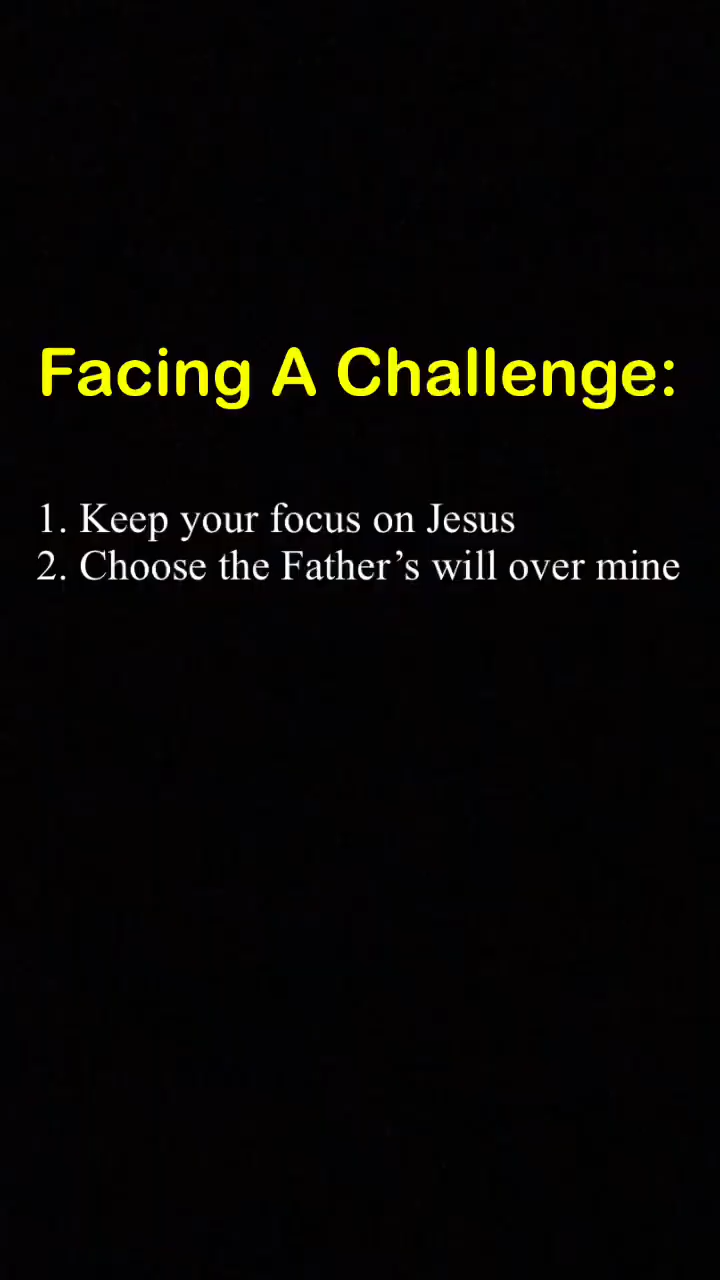 Facing A Challenge:
1. Keep your focus on Jesus
2. Choose the Father’s will over mine